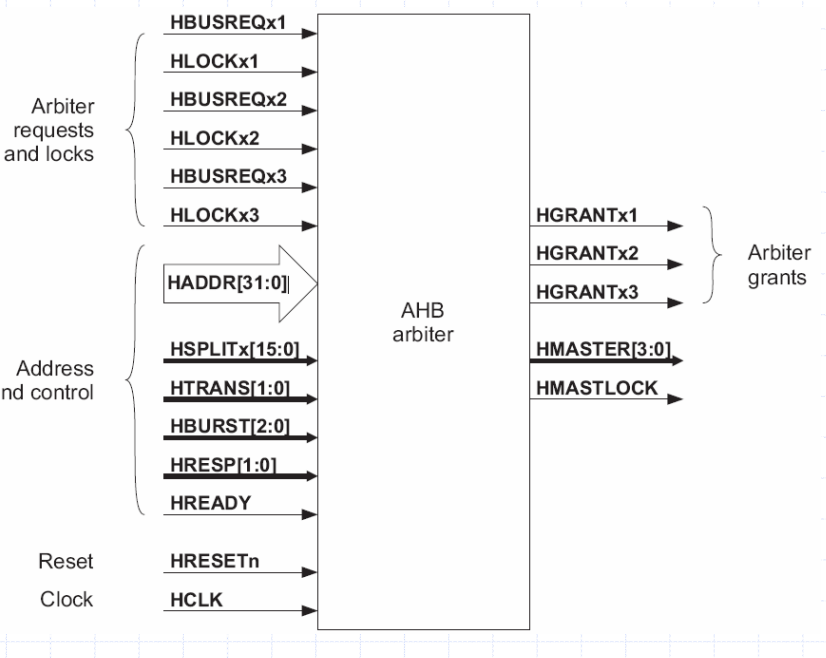 HBUSREQx1
HLOCKx1
HBUSREQx2
HLOCKx2
HBUSREQx3
HLOCKx3
Arbiter
requests
and locks
HADDR[31:0]
HSPLITx[15:0]
HTRANS[1:0]
HBURST[2:0]
HRESP[1:0]
HREADY
Address
nd control
Reset
HRESETn
Clock
HCLK
AHB
arbiter
HGRANTx1
HGRANTx2
HGRANTx3
Arbiter
grants
HMASTER[3:0]
HMASTLOCK